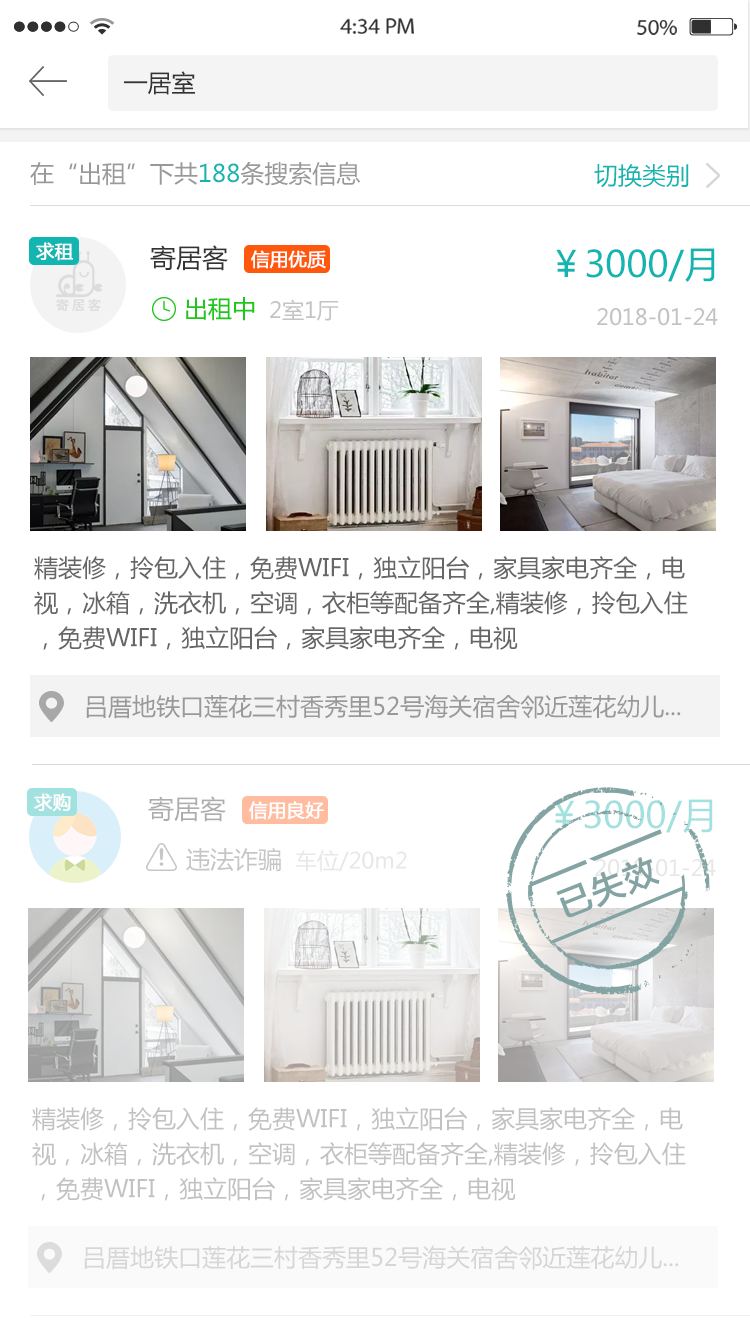 4:34 PM
50%
一居室
在“出租”下共188条搜索信息
切换类别
求租
寄居客
寄居客
信用优质
¥ 3000/月
出租中
2室1厅
2018-01-24
habitat
精装修，拎包入住，免费WIFI，独立阳台，家具家电齐全，电
视，冰箱，洗衣机，空调，衣柜等配备齐全,精装修，拎包入住
，免费WIFI，独立阳台，家具家电齐全，电视
吕厝地铁口莲花三村香秀里52号海关宿舍邻近莲花幼儿...
求购
寄居客
信用良好
¥ 3000/月
违法诈骗
车位/20m2
2018-01-24
已失效
精装修，拎包入住，免费WIFI，独立阳台，家具家电齐全，电
视，冰箱，洗衣机，空调，衣柜等配备齐全,精装修，拎包入住
，免费WIFI，独立阳台，家具家电齐全，电视
吕厝地铁口莲花三村香秀里52号海关宿舍邻近莲花幼儿...